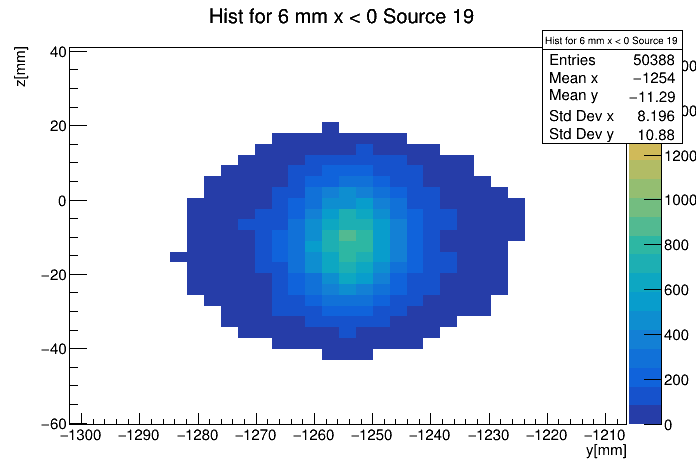 Hist for 6 mm x < 0 Source 19
z[mm]
Hist for 6 mm x < 0 Source 19
Entries 50388
Mean x −1254
Mean y −11.29
Std Dev x 8.196
Std Dev y 10.88
40
20
0
−20
−40
−60
1200
1000
800
600
400
200
0
−1300 −1290 −1280 −1270 −1260 −1250 −1240 −1230 −1220 −1210
y[mm]